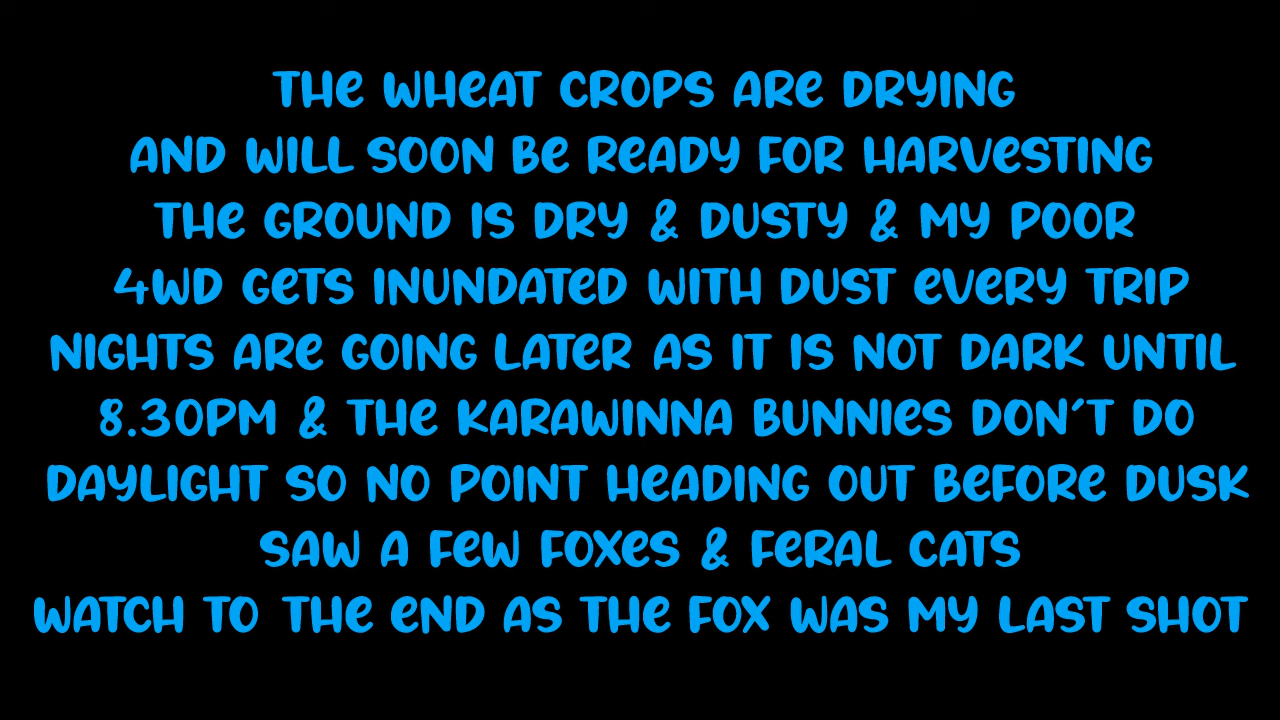 THE WHEAT CROPS ARE DRYING
AND WILL SOON BE READY FOR HARVESTING
THE GROUND IS DRY & DUSTY & MY POOR
4WD GETS INUNDATED WITH DUST EVERY TRIP
NIGHTS ARE GOING LATER AS IT IS NOT DARK UNTIL
8.30PM & THE KARAWINNA BUNNIES DON'T DO
DAYLIGHT SO NO POINT HEADING OUT BEFORE DUSK
SAW A FEW FOXES & FERAL CATS
WATCH TO THE END AS THE FOX WAS MY LAST SHOT